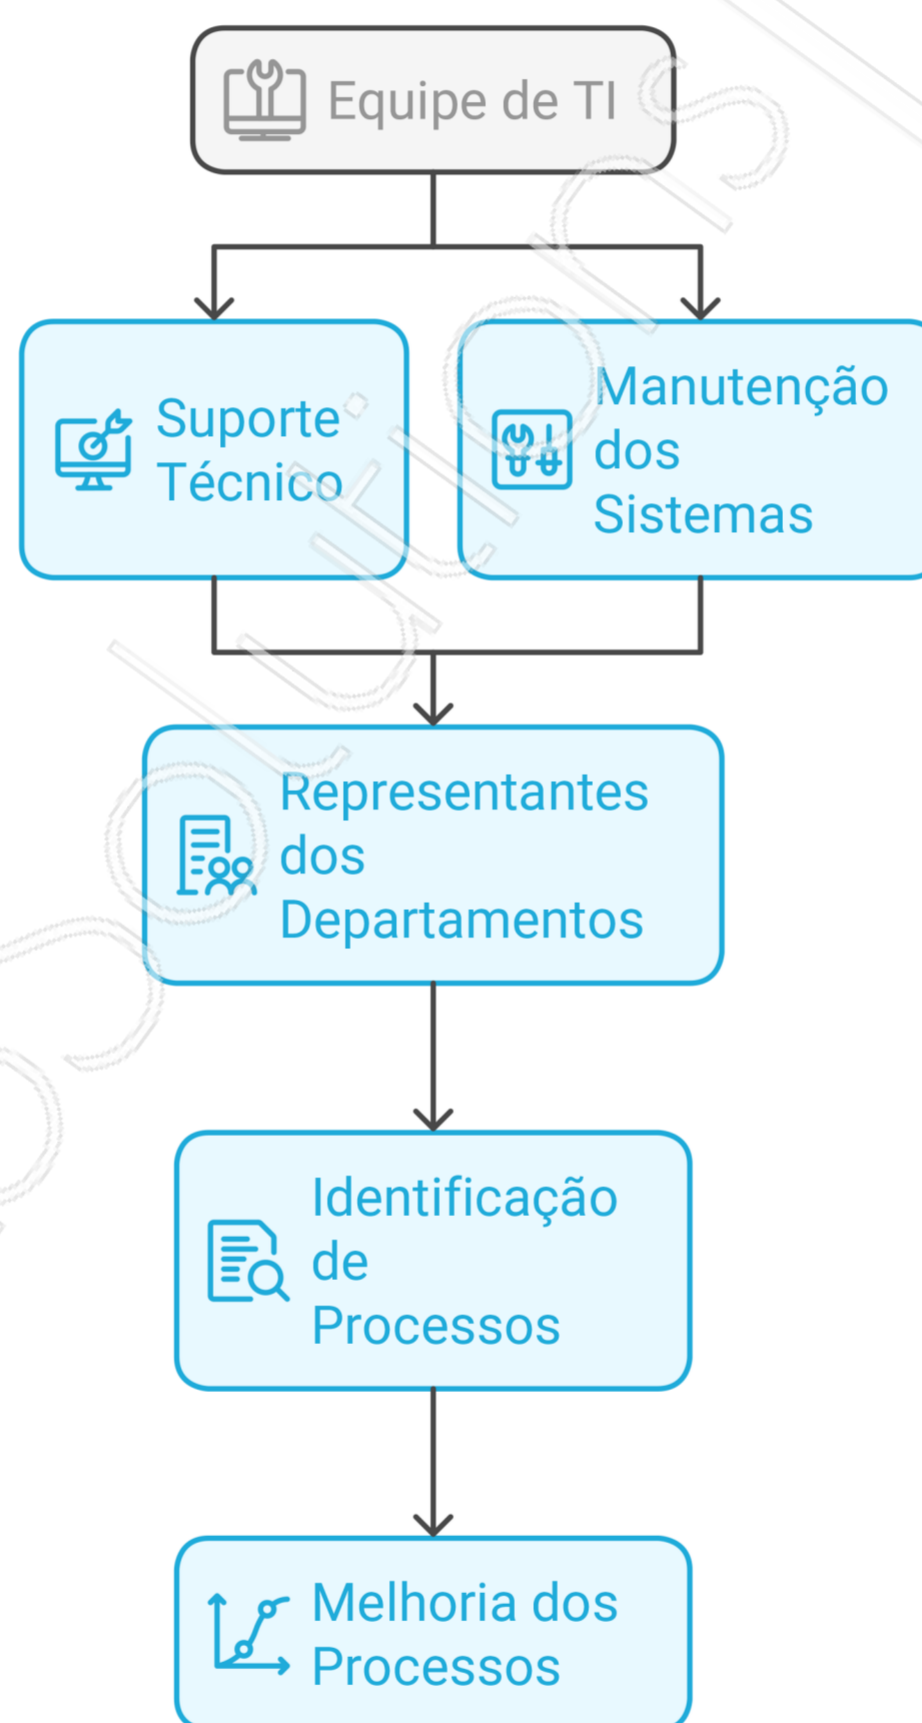 Equipe de TI
Suporte
Técnico
Manutenção
dos
Sistemas
Representantes
dos
Departamentos
Identificação
de
Processos
Melhoria dos
Processos